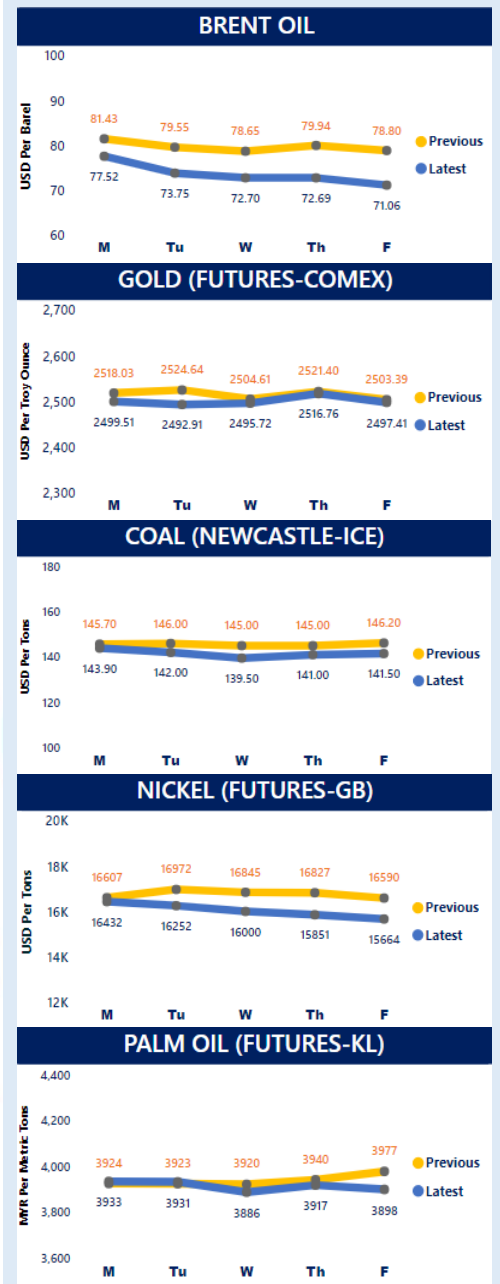 BRENT OIL
100
90
80
70
60
USD Per Barel
81.43 79.55 78.65 79.94 78.80
77.52 73.75 72.70 72.69 71.06
Previous
Latest
M Tu W Th F
GOLD (FUTURES-COMEX)
2,700
2,600
2,500
2,400
2,300
USD Per Troy Ounce
2518.03 2524.64 2504.61 2521.40 2503.39
2499.51 2492.91 2495.72 2516.76 2497.41
Previous
Latest
M Tu W Th F
COAL (NEWCASTLE-ICE)
180
160
140
120
100
USD Per Tons
145.70 146.00 145.00 145.00 146.20
143.90 142.00 139.50 141.00 141.50
Previous
Latest
M Tu W Th F
NICKEL (FUTURES-GB)
20K
18K
16K
14K
12K
USD Per Tons
16607 16972 16845 16827 16590
16432 16252 16000 15851 15664
Previous
Latest
M Tu W Th F
PALM OIL (FUTURES-KL)
4,400
4,200
4,000
3,800
3,600
MYR Per Metric Tons
3924 3923 3920 3940 3977
3933 3931 3886 3917 3898
Previous
Latest
M Tu W Th F